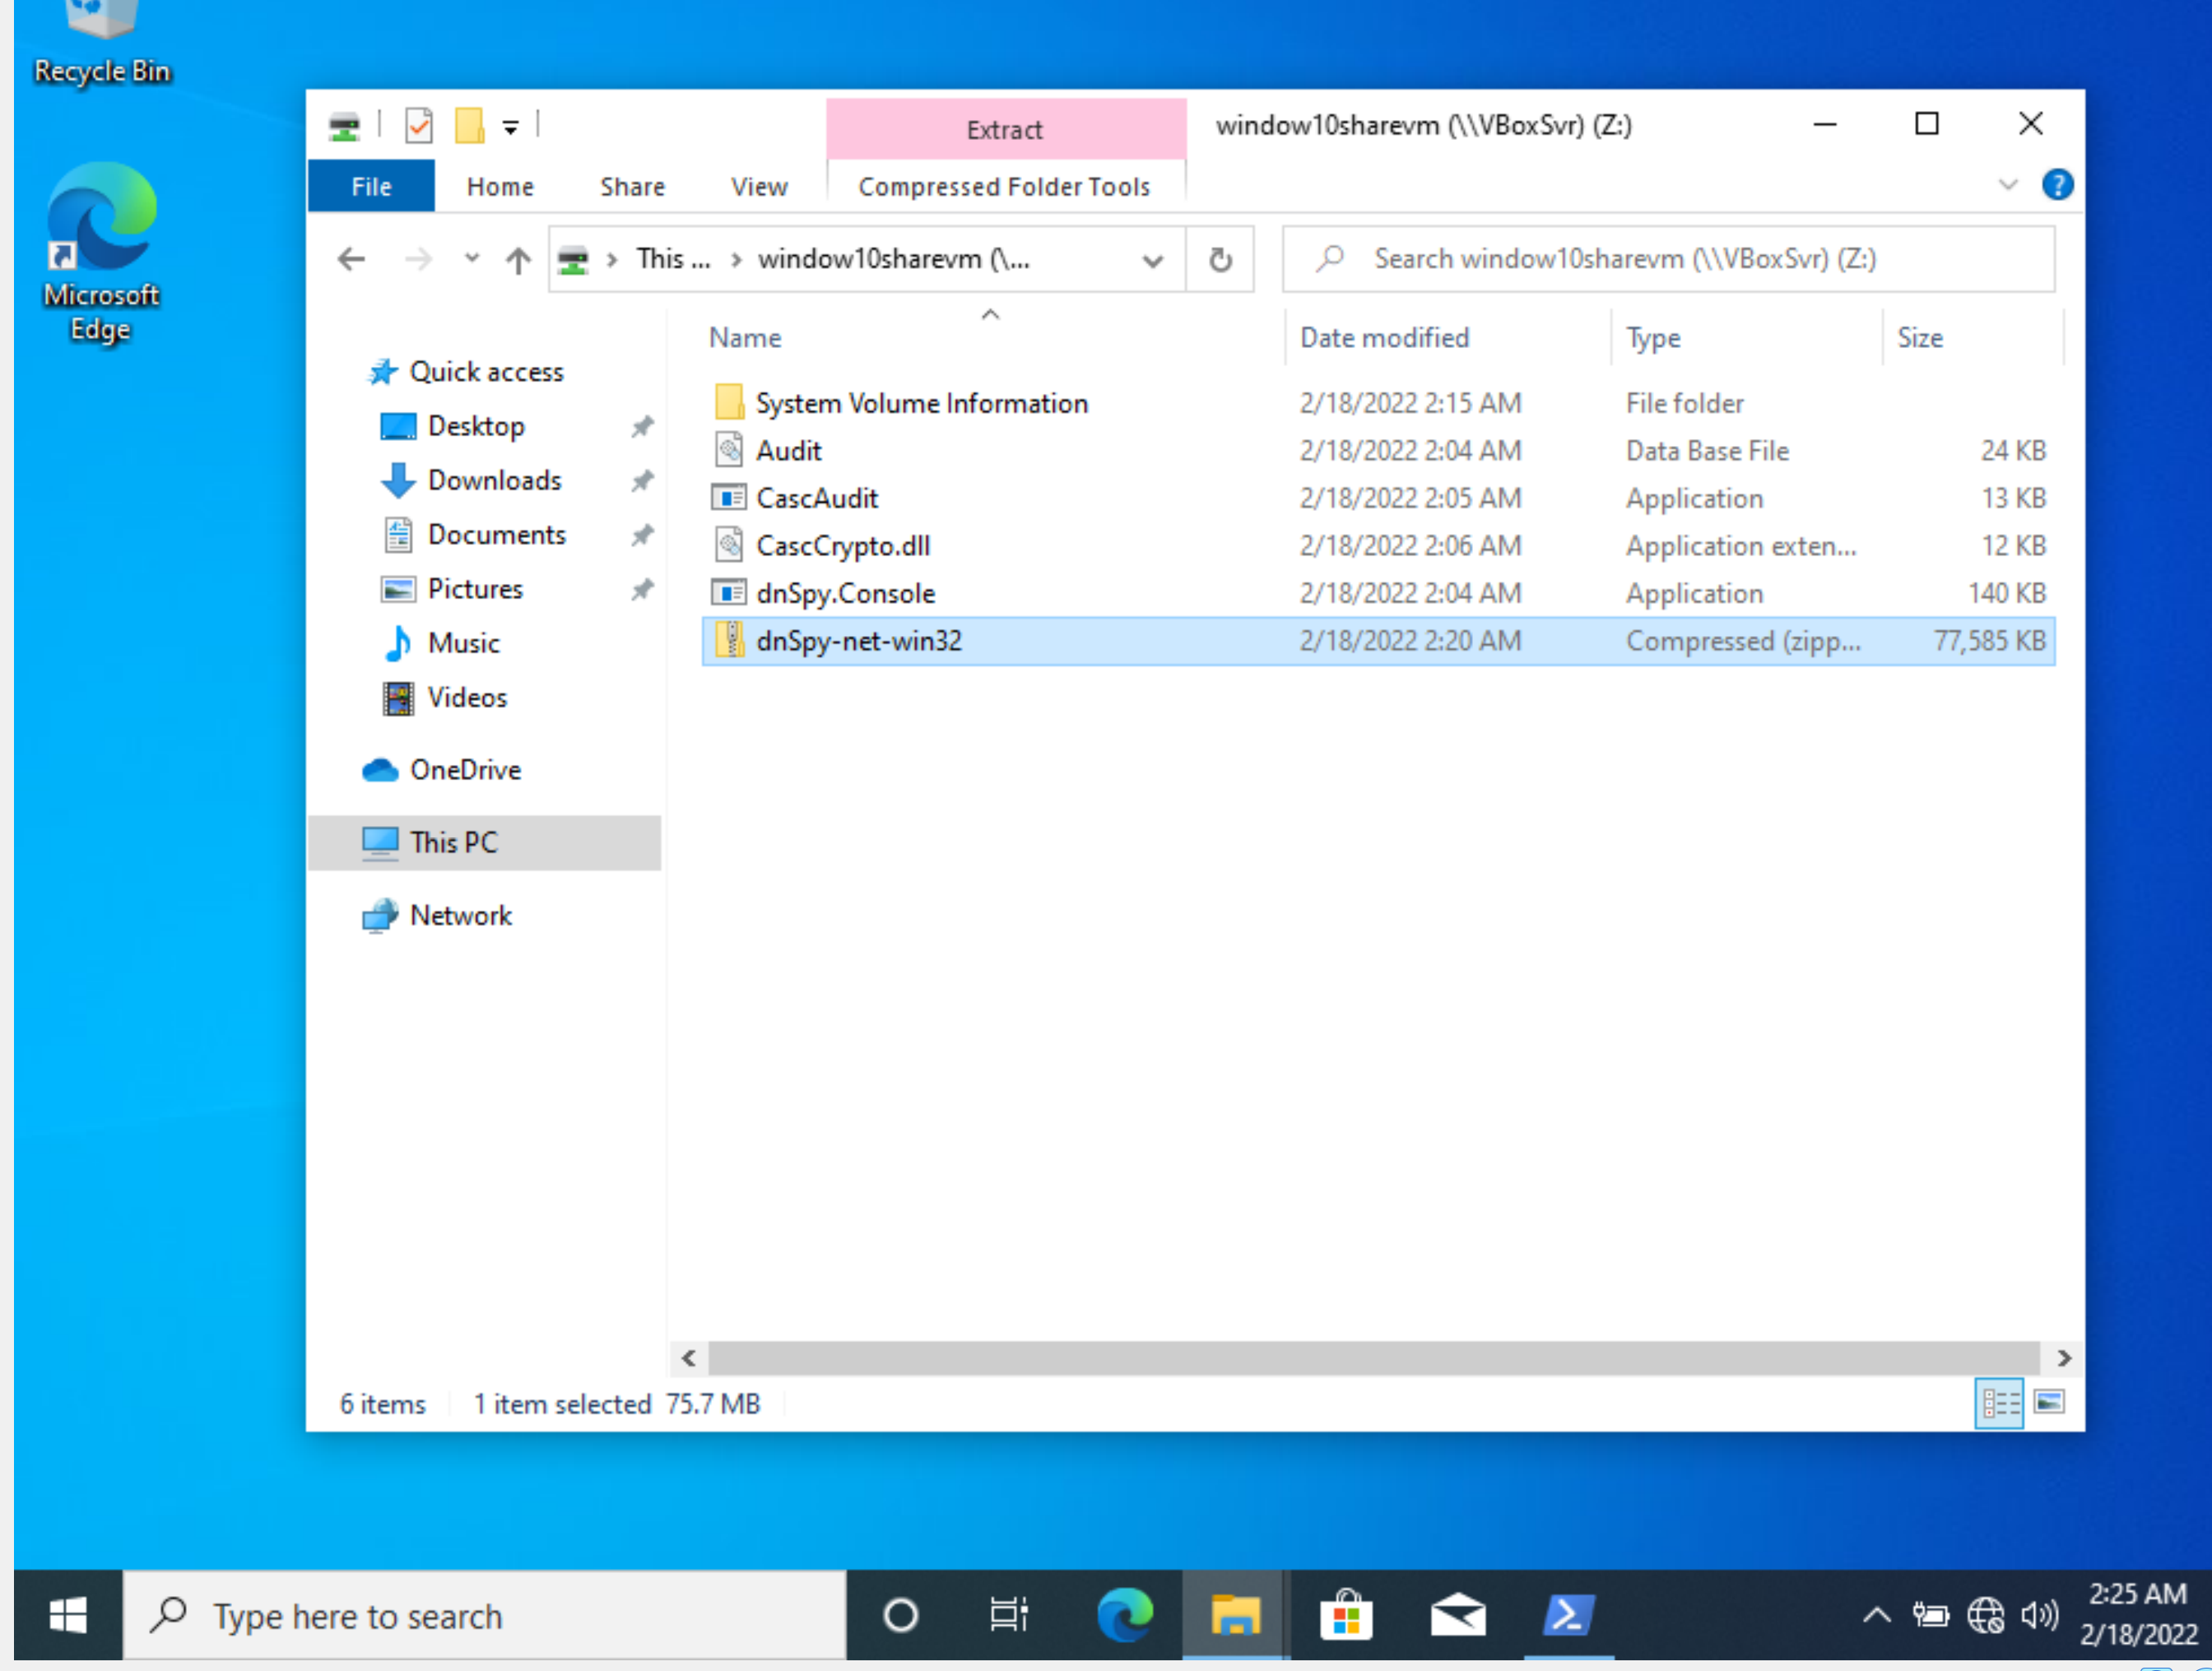 Recycle Bin
Microsoft
Edge
Extract
window10sharevm (\\VBoxSvr) (Z:)
File
Home
Share
View
Compressed Folder Tools
This ...
window10sharevm (\...
Search window10sharevm (\\VBoxSvr) (Z:)
Name
Date modified
Type
Size
Quick access
Desktop
Downloads
Documents
Pictures
Music
Videos
OneDrive
This PC
Network
System Volume Information 2/18/2022 2:15 AM File folder
Audit 2/18/2022 2:04 AM Data Base File 24 KB
CascAudit 2/18/2022 2:05 AM Application 13 KB
CascCrypto.dll 2/18/2022 2:06 AM Application exten... 12 KB
dnSpy.Console 2/18/2022 2:04 AM Application 140 KB
dnSpy-net-win32 2/18/2022 2:20 AM Compressed (zipp... 77,585 KB
6 items
1 item selected 75.7 MB
Type here to search
2:25 AM
2/18/2022